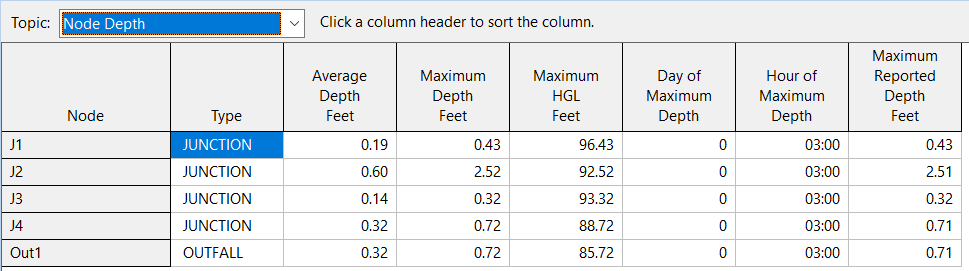 Topic: Node Depth Click a column header to sort the column.
Node Type Average Depth Feet Maximum Depth Feet Maximum HGL Feet Day of Maximum Depth Hour of Maximum Depth Maximum Reported Depth Feet
J1 JUNCTION 0.19 0.43 96.43 0 03:00 0.43
J2 JUNCTION 0.60 2.52 92.52 0 03:00 2.51
J3 JUNCTION 0.14 0.32 93.32 0 03:00 0.32
J4 JUNCTION 0.32 0.72 88.72 0 03:00 0.71
Out1 OUTFALL 0.32 0.72 85.72 0 03:00 0.71